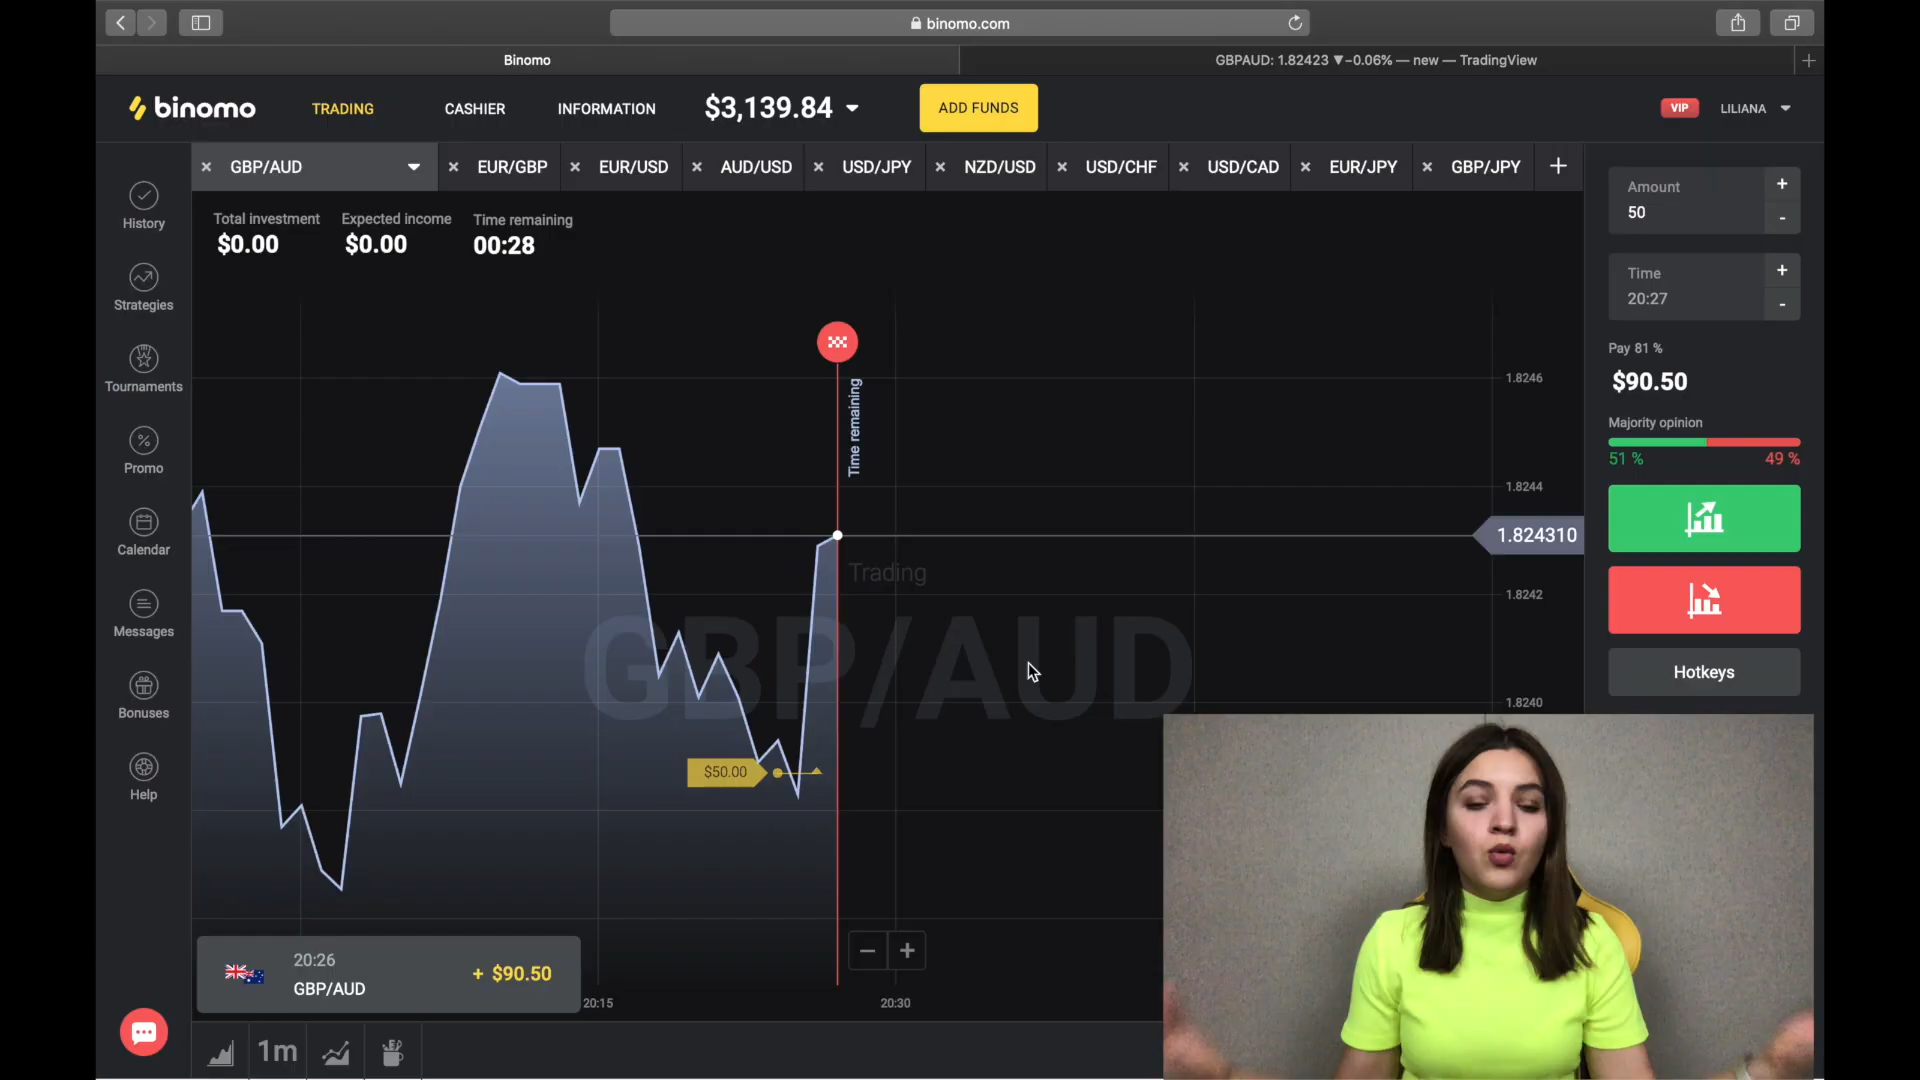 binomo.com
Binomo
GBPAUD: 1.82423 ▼−0.06% — new — TradingView
binomo
TRADING
CASHIER
INFORMATION
$3,139.84
ADD FUNDS
VIP
LILIANA
GBP/AUD
EUR/GBP
EUR/USD
AUD/USD
USD/JPY
NZD/USD
USD/CHF
USD/CAD
EUR/JPY
GBP/JPY
History
Strategies
Tournaments
Promo
Calendar
Messages
Bonuses
Help
Total investment
$0.00
Expected income
$0.00
Time remaining
00:28
Time remaining
Trading
GBP/AUD
$50.00
1.8246
1.8244
1.824310
1.8242
1.8240
20:15
20:30
20:26
GBP/AUD
+ $90.50
1m
Amount
50
+
-
Time
20:27
+
-
Pay 81 %
$90.50
Majority opinion
51 %
49 %
Hotkeys